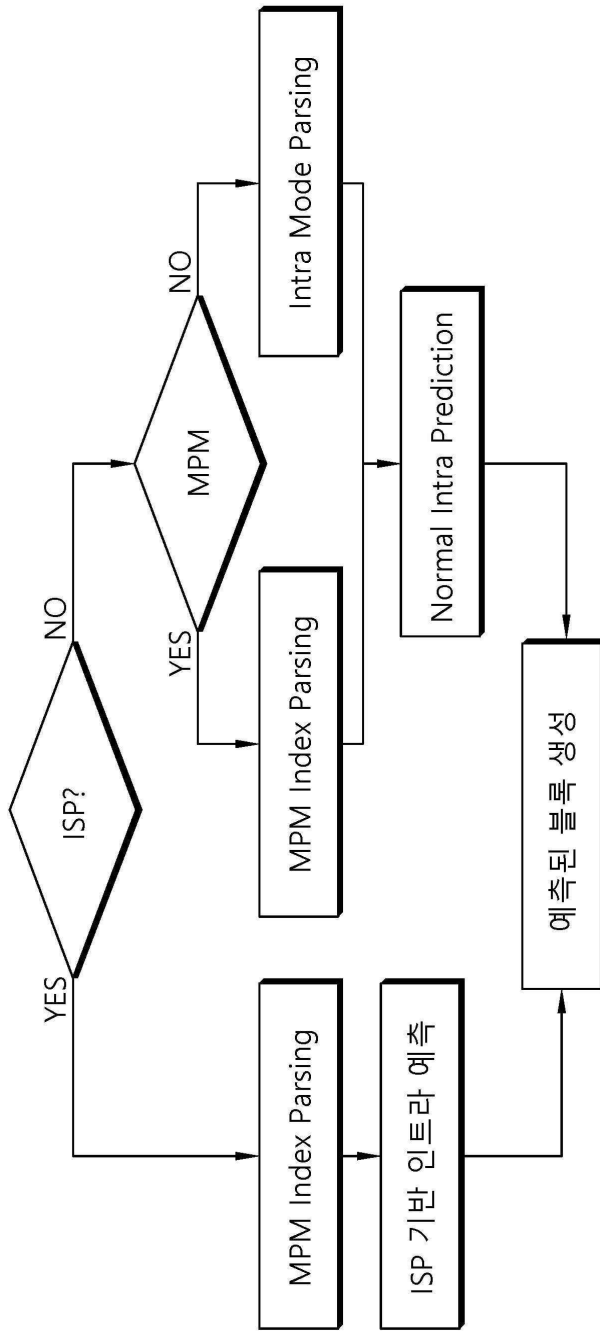 ISP?
YES
NO
MPM
YES
NO
MPM Index Parsing
MPM Index Parsing
Intra Mode Parsing
ISP 기반 인트라 예측
Normal Intra Prediction
예측된 블록 생성